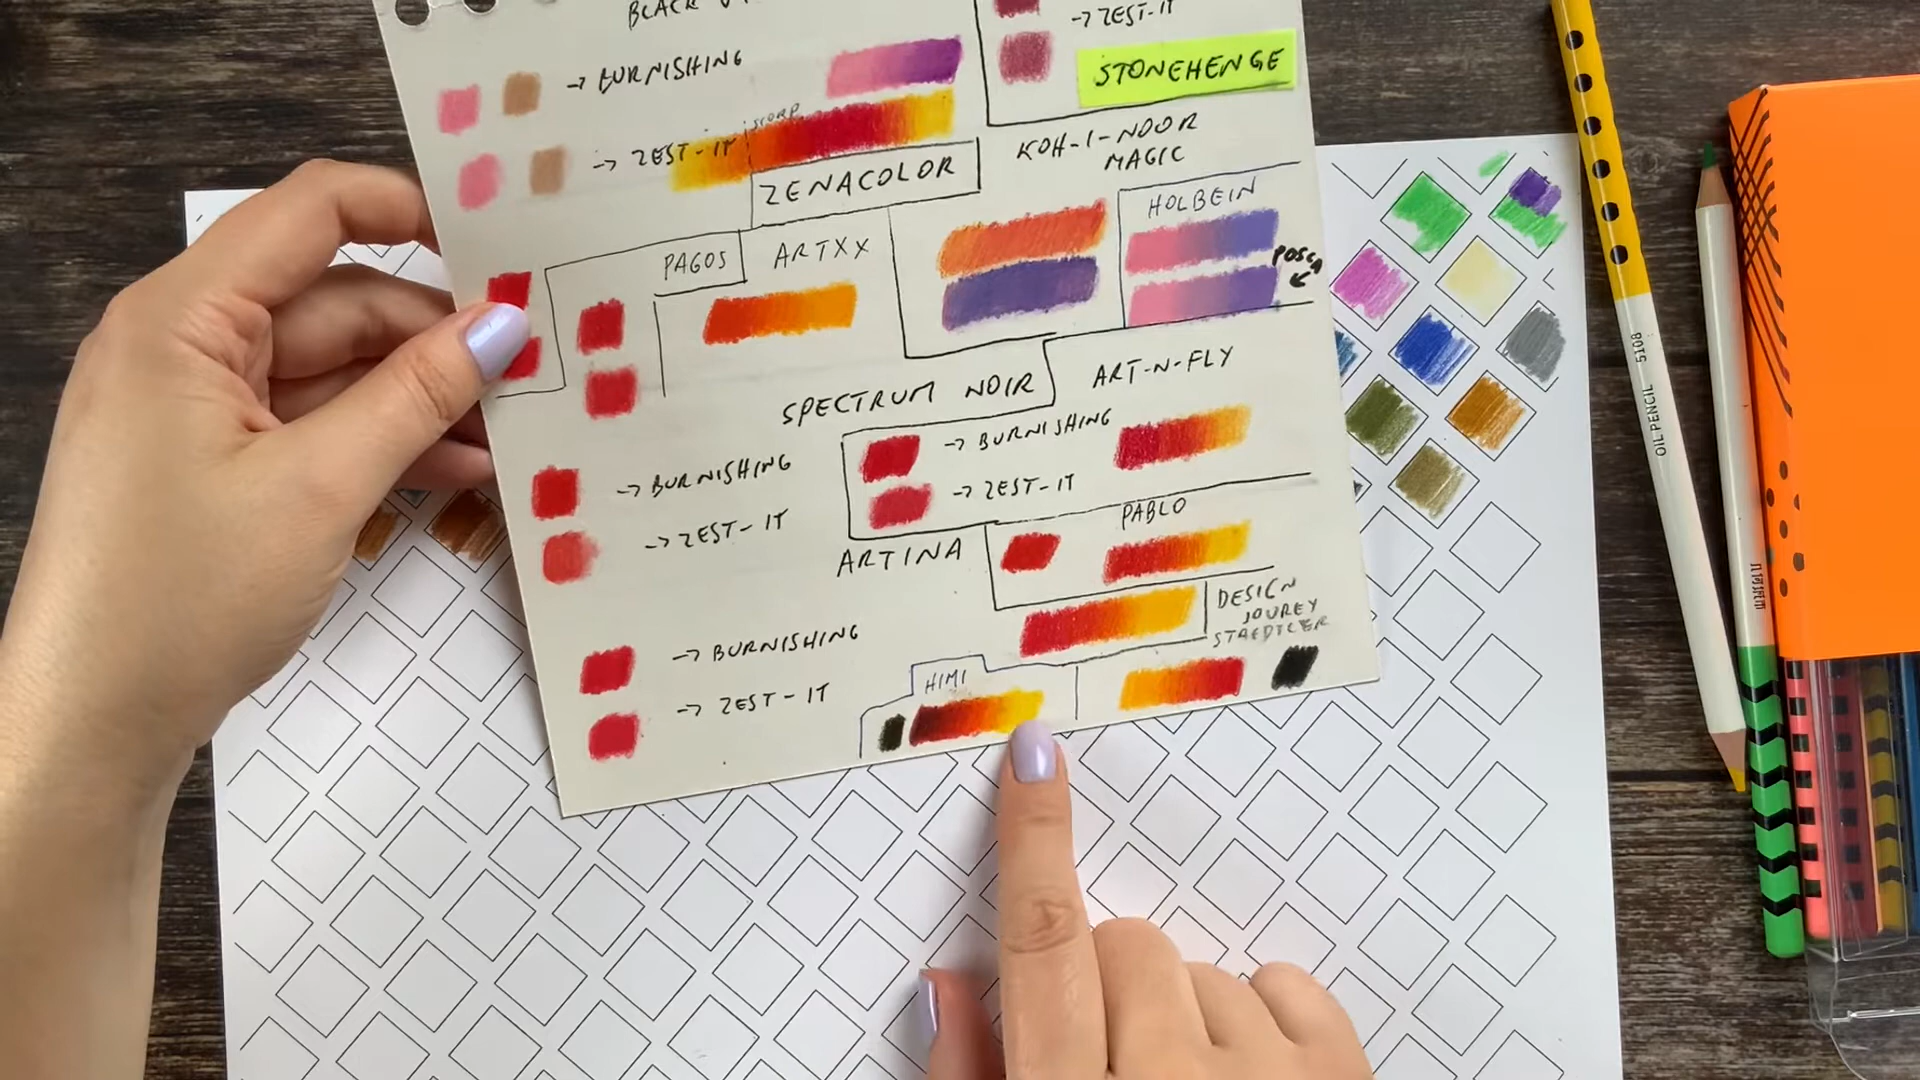 BLACK
→ ZEST-IT
→ BURNISHING
STONEHENGE
→ ZEST-IT
ZENACOLOR
KOH-I-NOOR
MAGIC
HOLBEIN
PAGOS
ARTXX
POSCA
SPECTRUM NOIR
ART-N-FLY
→ BURNISHING
→ BURNISHING
→ ZEST-IT
→ ZEST-IT
PABLO
ARTINA
DESIGN
JOUREY
STAEDTLER
→ BURNISHING
→ ZEST-IT
HIMI
OIL PENCIL 5108